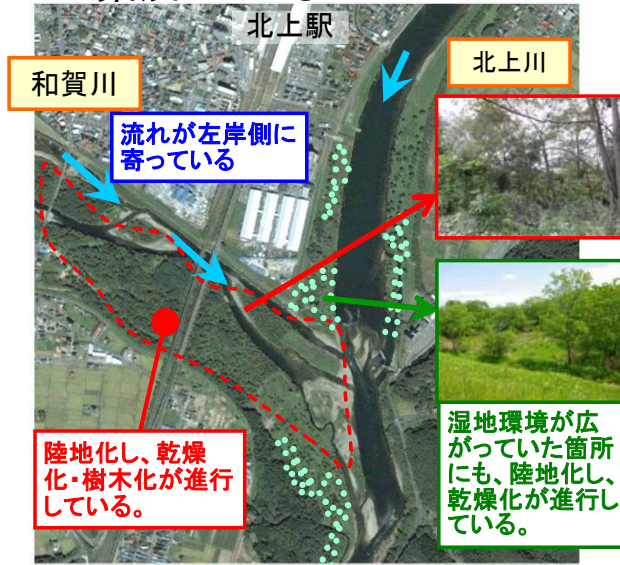 北上駅
和賀川
北上川
流れが左岸側に
寄っている
陸地化し、乾燥
化・樹木化が進行
している。
湿地環境が広
がっていた箇所
にも、陸地化し、
乾燥化が進行し
ている。